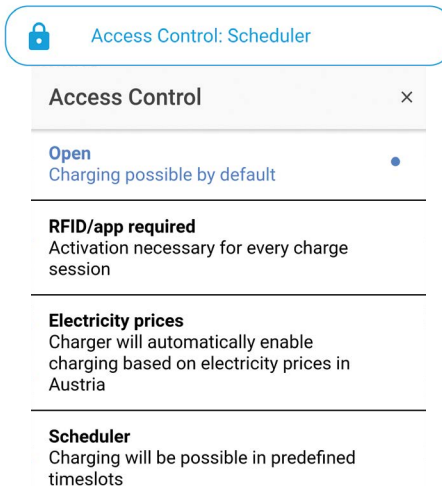 Access Control: Scheduler
Access Control
Open
Charging possible by default
RFID/app required
Activation necessary for every charge
session
Electricity prices
Charger will automatically enable
charging based on electricity prices in
Austria
Scheduler
Charging will be possible in predefined
timeslots